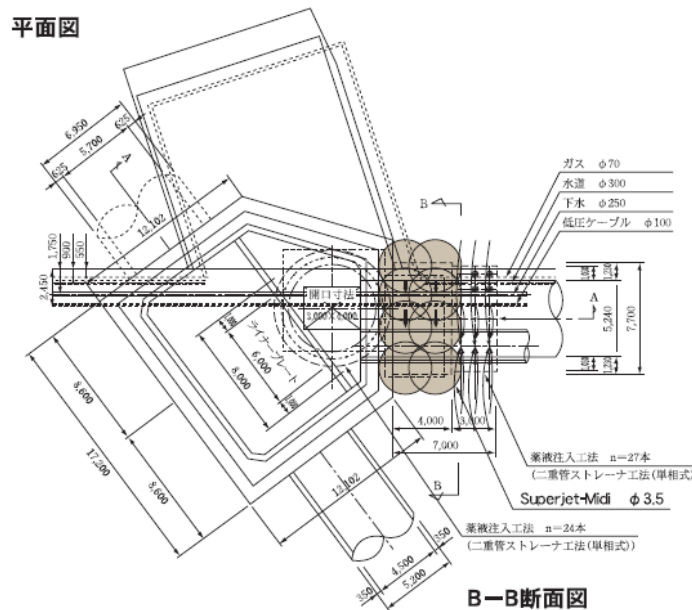 平面図
6,950
625
5,700
625
A
12,102
1,750
900
550
2,450
ガス φ70
水道 φ300
下水 φ250
低圧ケーブル φ100
B
開口寸法
3,000×4,000
A
5,240
7,700
ライナープレート
6,000
8,000
8,600
17,200
8,600
4,000
3,000
7,000
12,102
B
薬液注入工法 n=27本
(二重管ストレーナ工法(単相式)
Superjet-Midi φ3.5
薬液注入工法 n=24本
(二重管ストレーナ工法(単相式))
350
4,500
350
5,200
B－B断面図